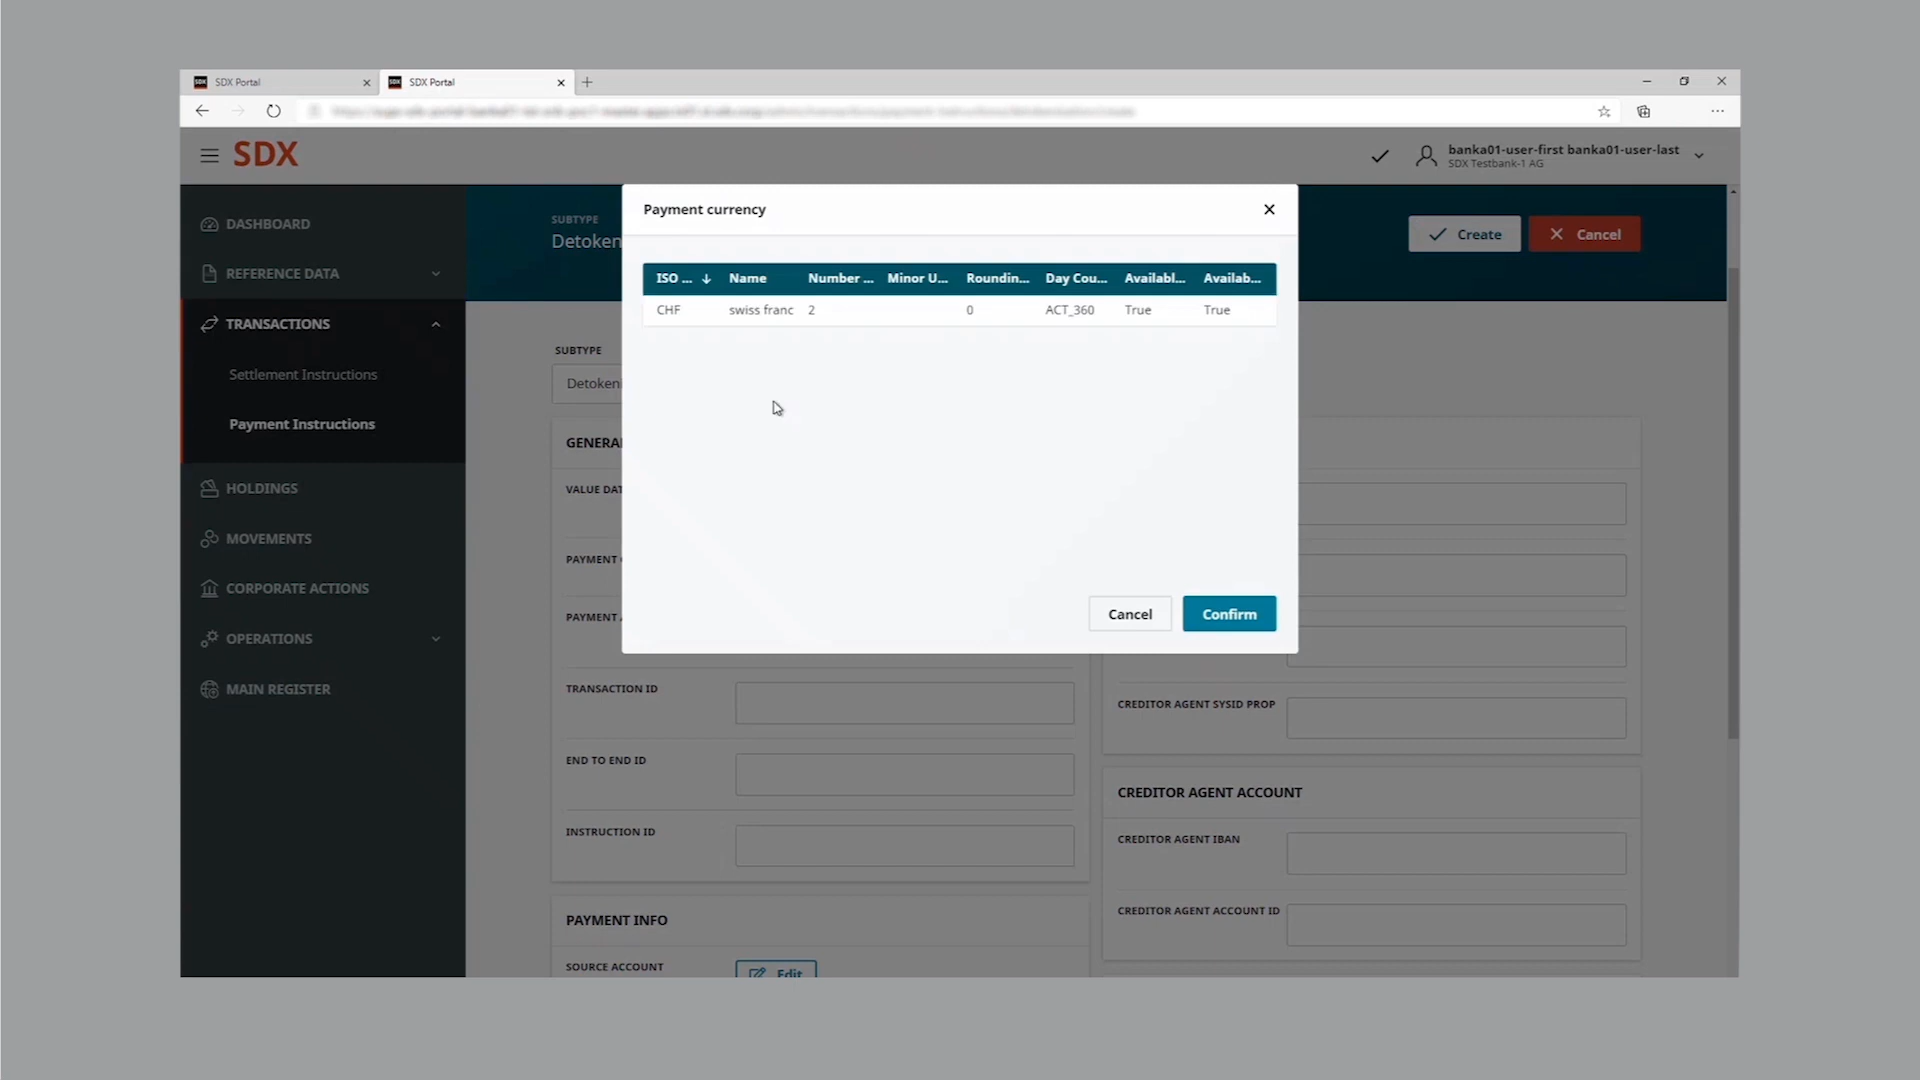 SDX Portal
SDX Portal
SDX
banka01-user-first banka01-user-last
SDX Testbank-1 AG
DASHBOARD
REFERENCE DATA
TRANSACTIONS
Settlement Instructions
Payment Instructions
HOLDINGS
MOVEMENTS
CORPORATE ACTIONS
OPERATIONS
MAIN REGISTER
SUBTYPE
Detoken
Create
Cancel
Payment currency
ISO ... Name Number ... Minor U... Roundin... Day Cou... Availabl... Availab...
CHF swiss franc 2 0 ACT_360 True True
Cancel
Confirm
SUBTYPE
Detoken
GENERA
VALUE DAT
PAYMENT
PAYMENT
TRANSACTION ID
END TO END ID
INSTRUCTION ID
PAYMENT INFO
SOURCE ACCOUNT
Edit
CREDITOR AGENT SYSID PROP
CREDITOR AGENT ACCOUNT
CREDITOR AGENT IBAN
CREDITOR AGENT ACCOUNT ID